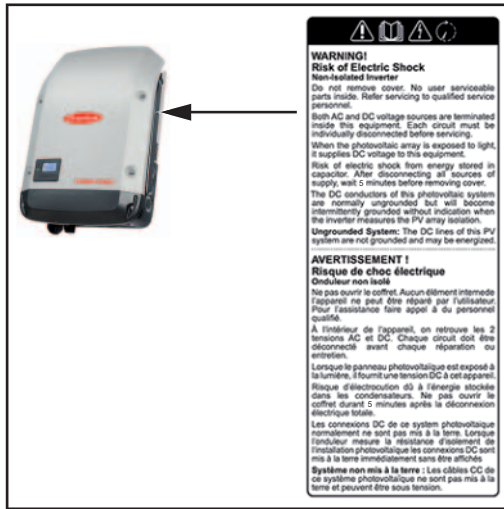 WARNING!
Risk of Electric Shock
Non-Isolated Inverter
Do not remove cover. No user serviceable
parts inside. Refer servicing to qualified service
personnel.
Both AC and DC voltage sources are terminated
inside this equipment. Each circuit must be
individually disconnected before servicing.
When the photovoltaic array is exposed to light,
it supplies DC voltage to this equipment.
Risk of electric shock from energy stored in
capacitor. After disconnecting all sources of
supply, wait 5 minutes before removing cover.
The DC conductors of this photovoltaic system
are normally ungrounded but will become
intermittently grounded without indication when
the inverter measures the PV array isolation.
Ungrounded System: The DC lines of this PV
system are not grounded and may be energized.
AVERTISSEMENT !
Risque de choc électrique
Onduleur non isolé
Ne pas ouvrir le coffret. Aucun élément internede
l'appareil ne peut être réparé par l'utilisateur.
Pour l'assistance faire appel à du personnel
qualifié.
À l'intérieur de l'appareil, on retrouve les 2
tensions AC et DC. Chaque circuit doit être
déconnecté avant chaque réparation ou
entretien.
Lorsque le panneau photovoltaïque est exposé à
la lumière, il fournit une tension DC à cet appareil.
Risque d'électrocution dû à l'énergie stockée
dans les condensateurs. Ne pas ouvrir le
coffret durant 5 minutes après la déconnexion
électrique totale.
Les connexions DC de ce system photovoltaique
normalement ne sont pas mis à la terre. Lorsque
l'onduleur mesure la résistance d'isolement de
l'installation photovoltaique les connexions DC sont
mis à la terre immédiatement sans être affichés
Système non mis à la terre : Les câbles CC de
ce système photovoltaïque ne sont pas mis à la
terre et peuvent être sous tension.